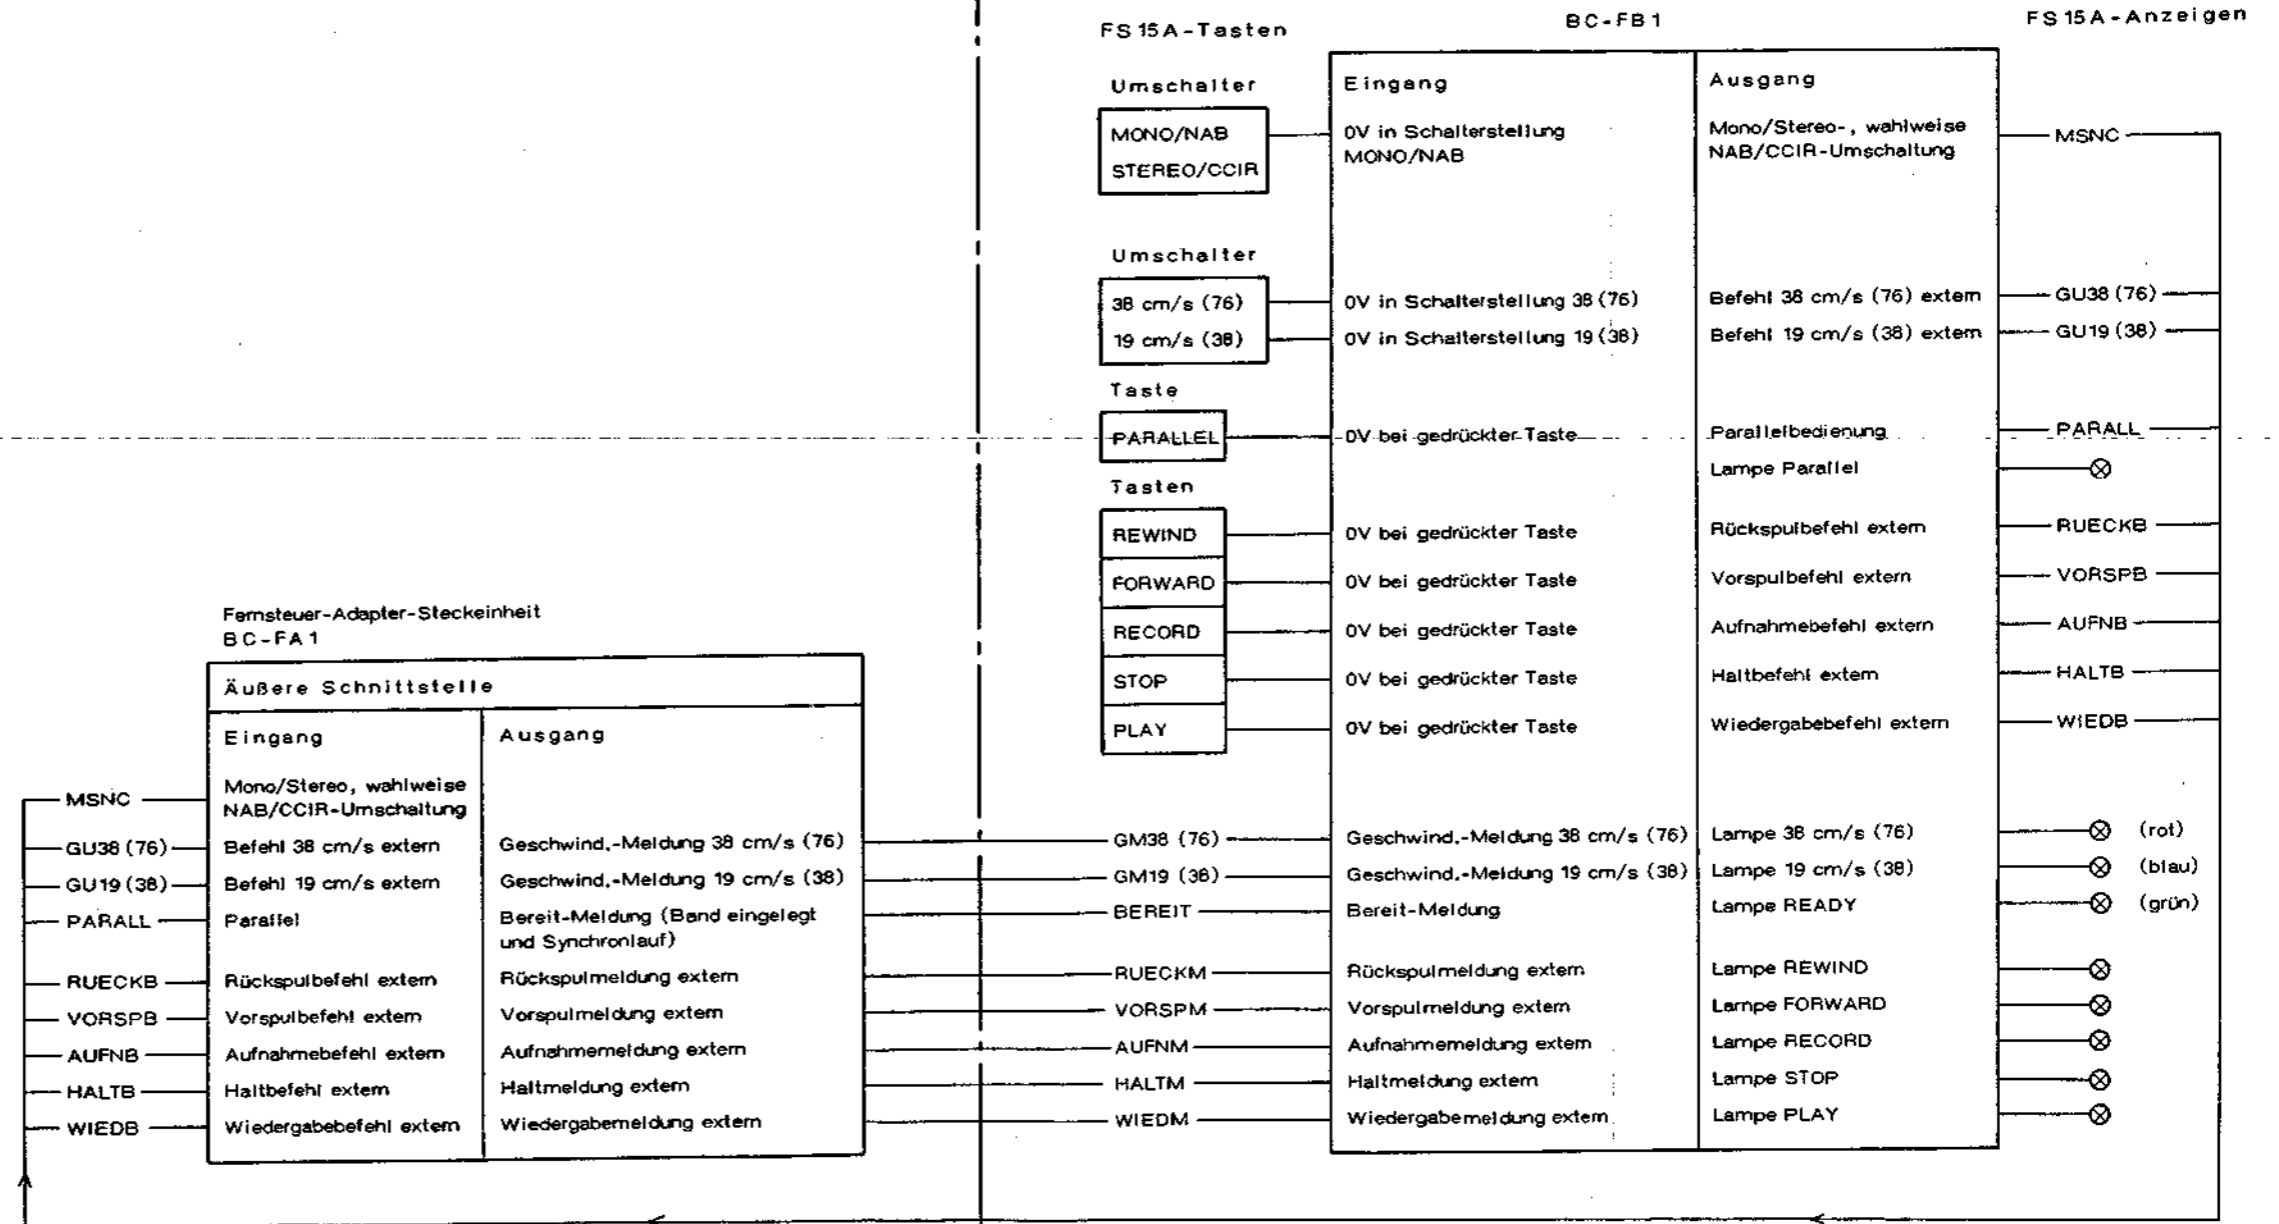 FS15A-Tasten
BC-FB1
FS15A-Anzeigen
Umschalter
Eingang
Ausgang
MONO/NAB
STEREO/CCIR
0V in Schalterstellung
MONO/NAB
Mono/Stereo-, wahlweise
NAB/CCIR-Umschaltung
MSNC
Umschalter
38 cm/s (76)
0V in Schalterstellung 38 (76)
Befehl 38 cm/s (76) extern
GU38 (76)
19 cm/s (38)
0V in Schalterstellung 19 (38)
Befehl 19 cm/s (38) extern
GU19 (38)
Taste
PARALLEL
0V bei gedrückter Taste
Parallelbedienung
PARALL
Lampe Parallel
Tasten
REWIND
0V bei gedrückter Taste
Rückspulbefehl extern
RUECKB
FORWARD
0V bei gedrückter Taste
Vorspulbefehl extern
VORSPB
RECORD
0V bei gedrückter Taste
Aufnahmebefehl extern
AUFNB
STOP
0V bei gedrückter Taste
Haltbefehl extern
HALTB
PLAY
0V bei gedrückter Taste
Wiedergabebefehl extern
WIEDB
Fernsteuer-Adapter-Steckeinheit
BC-FA1
Äußere Schnittstelle
Eingang
Ausgang
MSNC
Mono/Stereo, wahlweise
NAB/CCIR-Umschaltung
GU38 (76)
Befehl 38 cm/s extern
Geschwind.-Meldung 38 cm/s (76)
GM38 (76)
Geschwind.-Meldung 38 cm/s (76)
Lampe 38 cm/s (76)
(rot)
GU19 (38)
Befehl 19 cm/s extern
Geschwind.-Meldung 19 cm/s (38)
GM19 (38)
Geschwind.-Meldung 19 cm/s (38)
Lampe 19 cm/s (38)
(blau)
PARALL
Parallel
Bereit-Meldung (Band eingelegt
und Synchronlauf)
BEREIT
Bereit-Meldung
Lampe READY
(grün)
RUECKB
Rückspulbefehl extern
Rückspulmeldung extern
RUECKM
Rückspulmeldung extern
Lampe REWIND
VORSPB
Vorspulbefehl extern
Vorspulmeldung extern
VORSPM
Vorspulmeldung extern
Lampe FORWARD
AUFNB
Aufnahmebefehl extern
Aufnahmemeldung extern
AUFNM
Aufnahmemeldung extern
Lampe RECORD
HALTB
Haltbefehl extern
Haltmeldung extern
HALTM
Haltmeldung extern
Lampe STOP
WIEDB
Wiedergabebefehl extern
Wiedergabemeldung extern
WIEDM
Wiedergabemeldung extern
Lampe PLAY